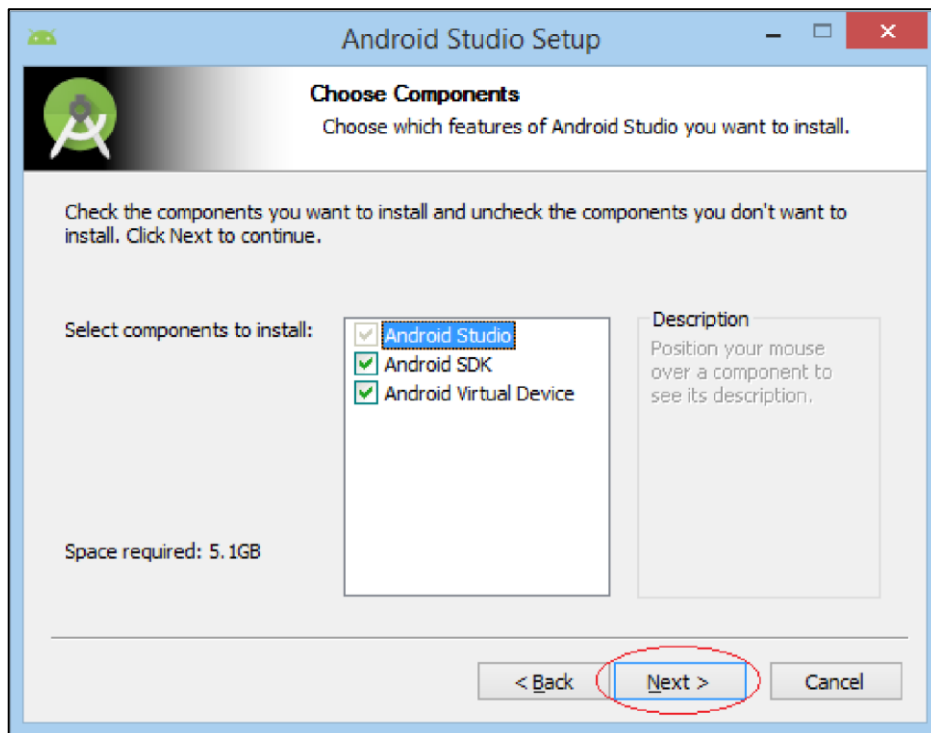 Android Studio Setup
Choose Components
Choose which features of Android Studio you want to install.
Check the components you want to install and uncheck the components you don't want to
install. Click Next to continue.
Select components to install:
Android Studio
Android SDK
Android Virtual Device
Description
Position your mouse
over a component to
see its description.
Space required: 5.1GB
< Back
Next >
Cancel